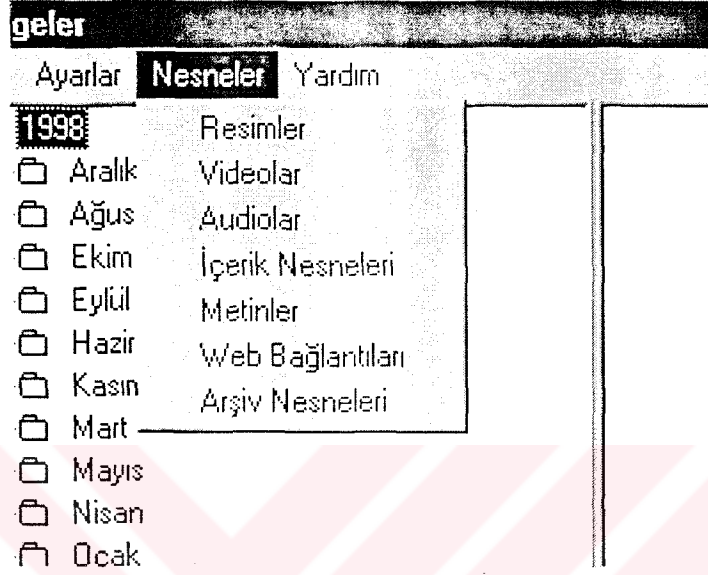 geler
Ayarlar Nesneler Yardım
1998
Resimler
Aralık
Videolar
Ağus
Audiolar
Ekim
İçerik Nesneleri
Eylül
Metinler
Hazir
Web Bağlantıları
Kasın
Arşiv Nesneleri
Mart
Mayıs
Nisan
Ocak